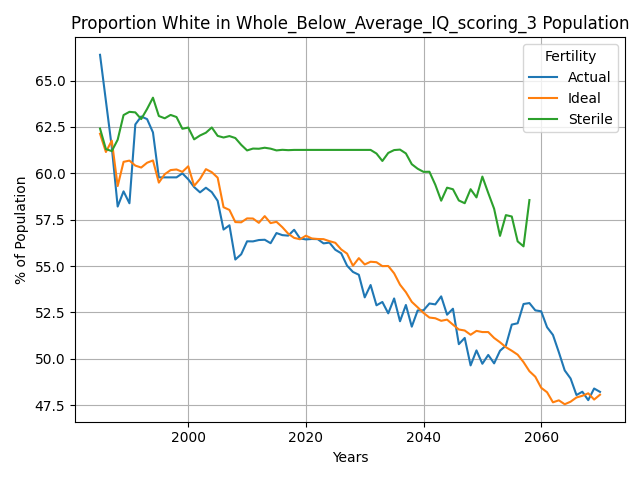 Proportion White in Whole_Below_Average_IQ_scoring_3 Population
Fertility
Actual
Ideal
Sterile
% of Population
65.0
62.5
60.0
57.5
55.0
52.5
50.0
47.5
2000
2020
2040
2060
Years